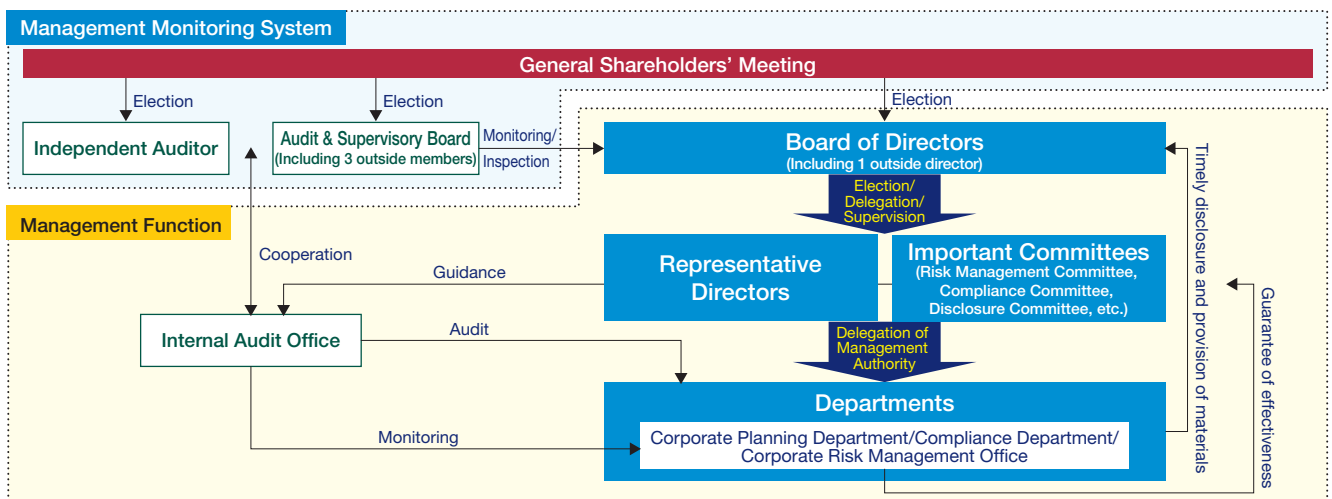 Management Monitoring System
General Shareholders’ Meeting
Election
Election
Election
Independent Auditor
Audit & Supervisory Board
(Including 3 outside members)
Monitoring/
Inspection
Board of Directors
(Including 1 outside director)
Election/
Delegation/
Supervision
Management Function
Cooperation
Guidance
Representative
Directors
Important Committees
(Risk Management Committee,
Compliance Committee,
Disclosure Committee, etc.)
Internal Audit Office
Audit
Delegation of
Management
Authority
Departments
Monitoring
Corporate Planning Department/Compliance Department/
Corporate Risk Management Office
Timely disclosure and provision of materials
Guarantee of effectiveness